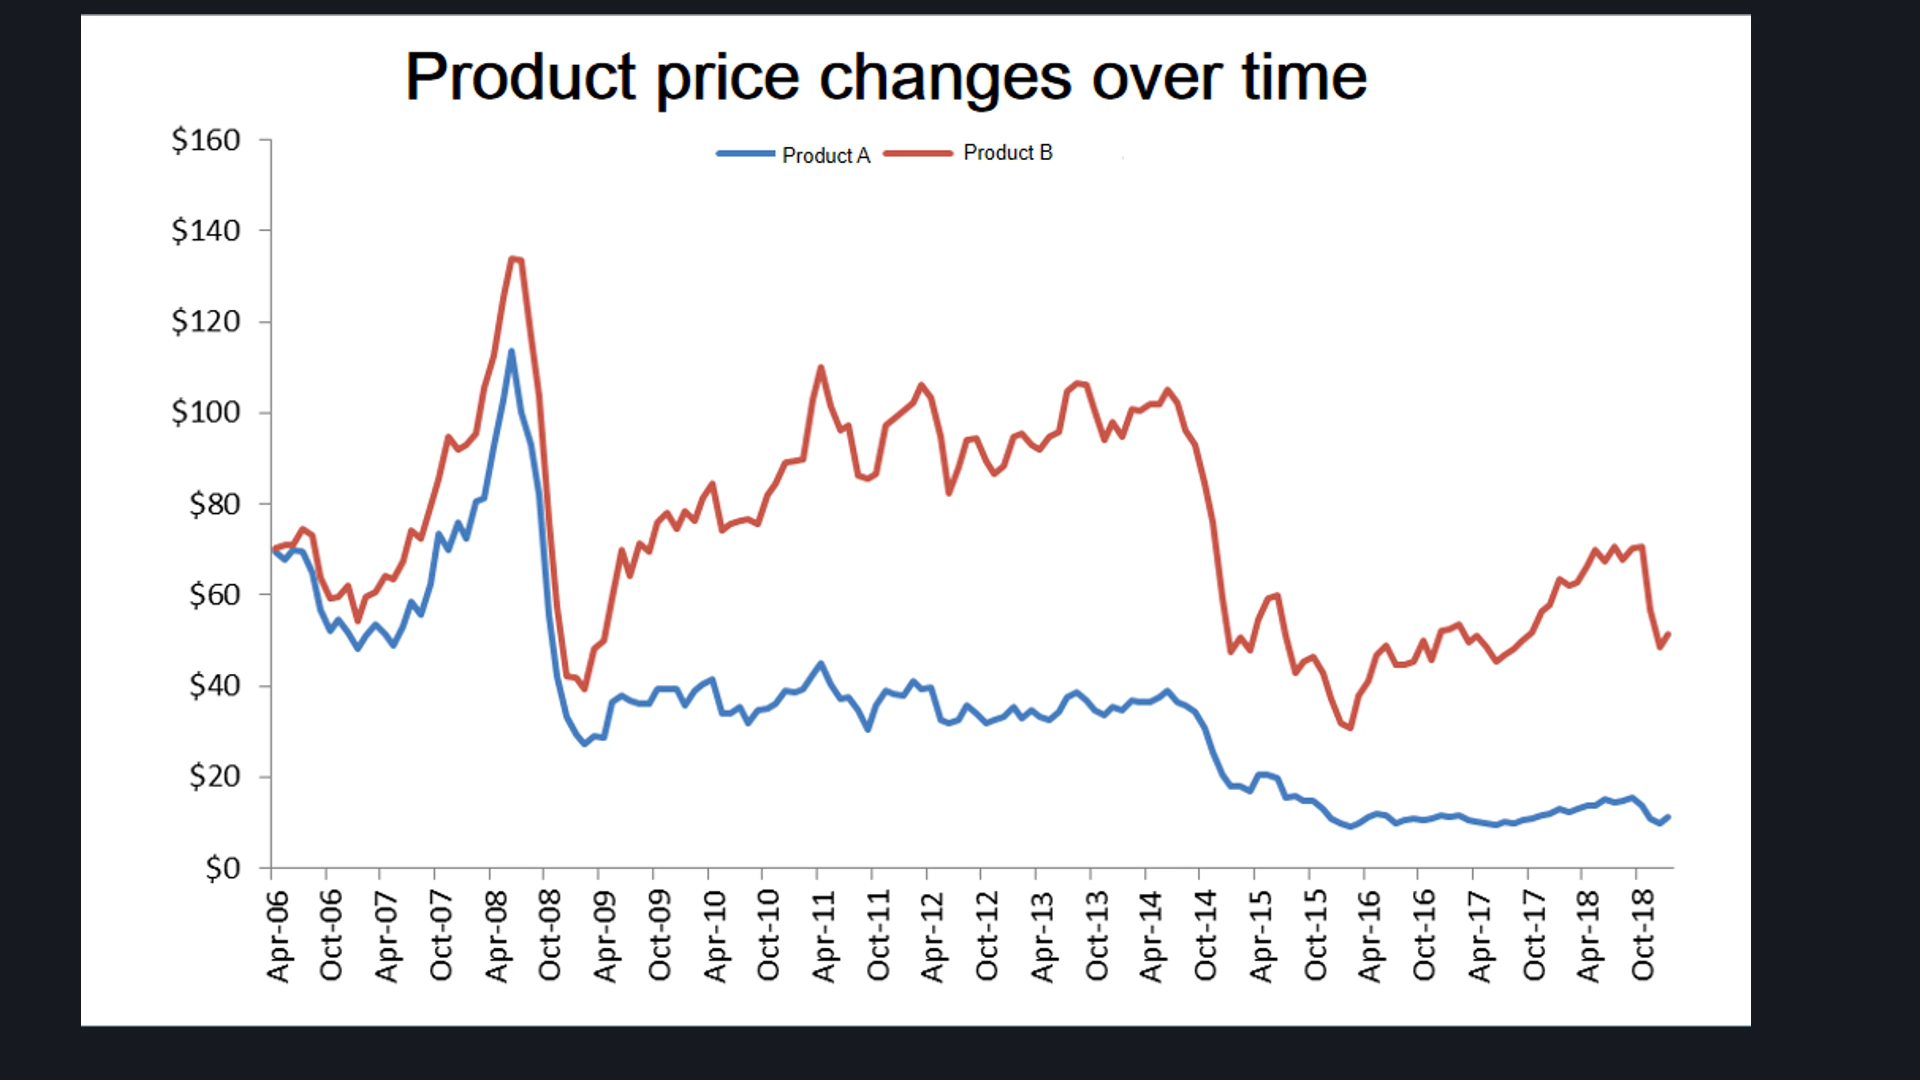 Product price changes over time
Product A
Product B
$160
$140
$120
$100
$80
$60
$40
$20
$0
Apr-06
Oct-06
Apr-07
Oct-07
Apr-08
Oct-08
Apr-09
Oct-09
Apr-10
Oct-10
Apr-11
Oct-11
Apr-12
Oct-12
Apr-13
Oct-13
Apr-14
Oct-14
Apr-15
Oct-15
Apr-16
Oct-16
Apr-17
Oct-17
Apr-18
Oct-18